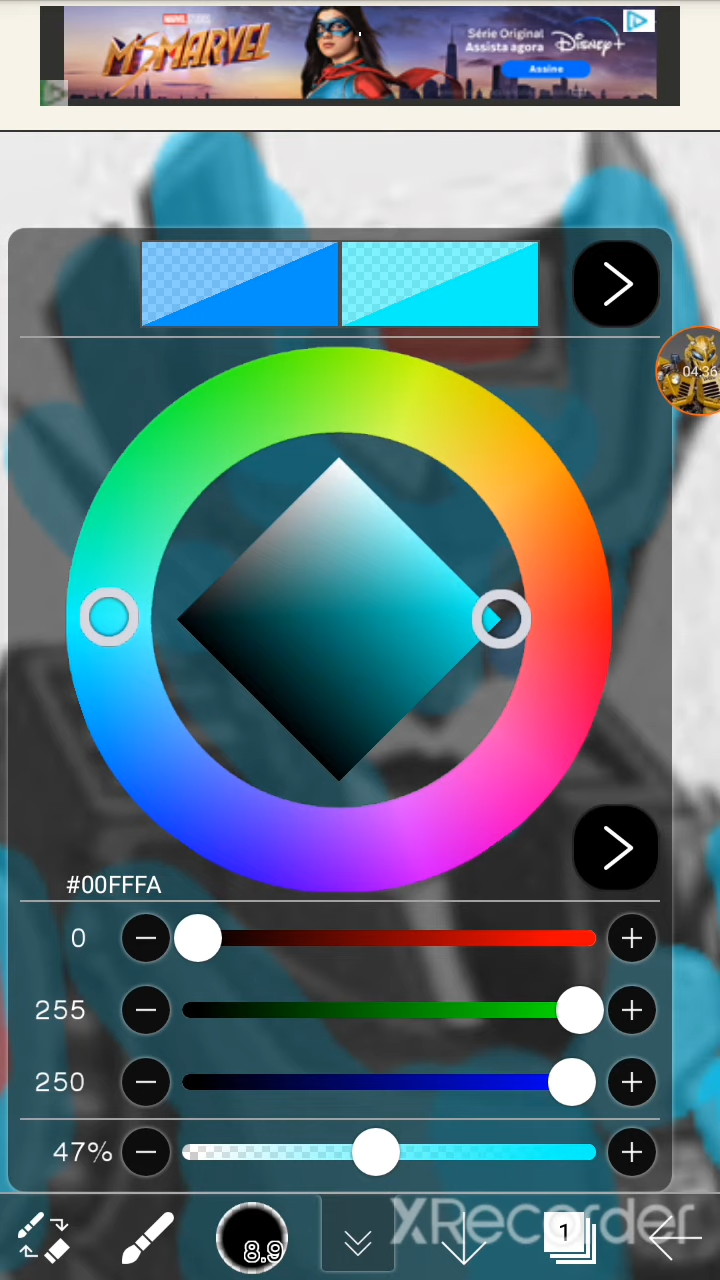 MARVEL STUDIOS
MS MARVEL
Série Original
Assista agora
Disney+
Assine
04:36
#00FFFA
0
255
250
47%
8.9
1
XRecorder